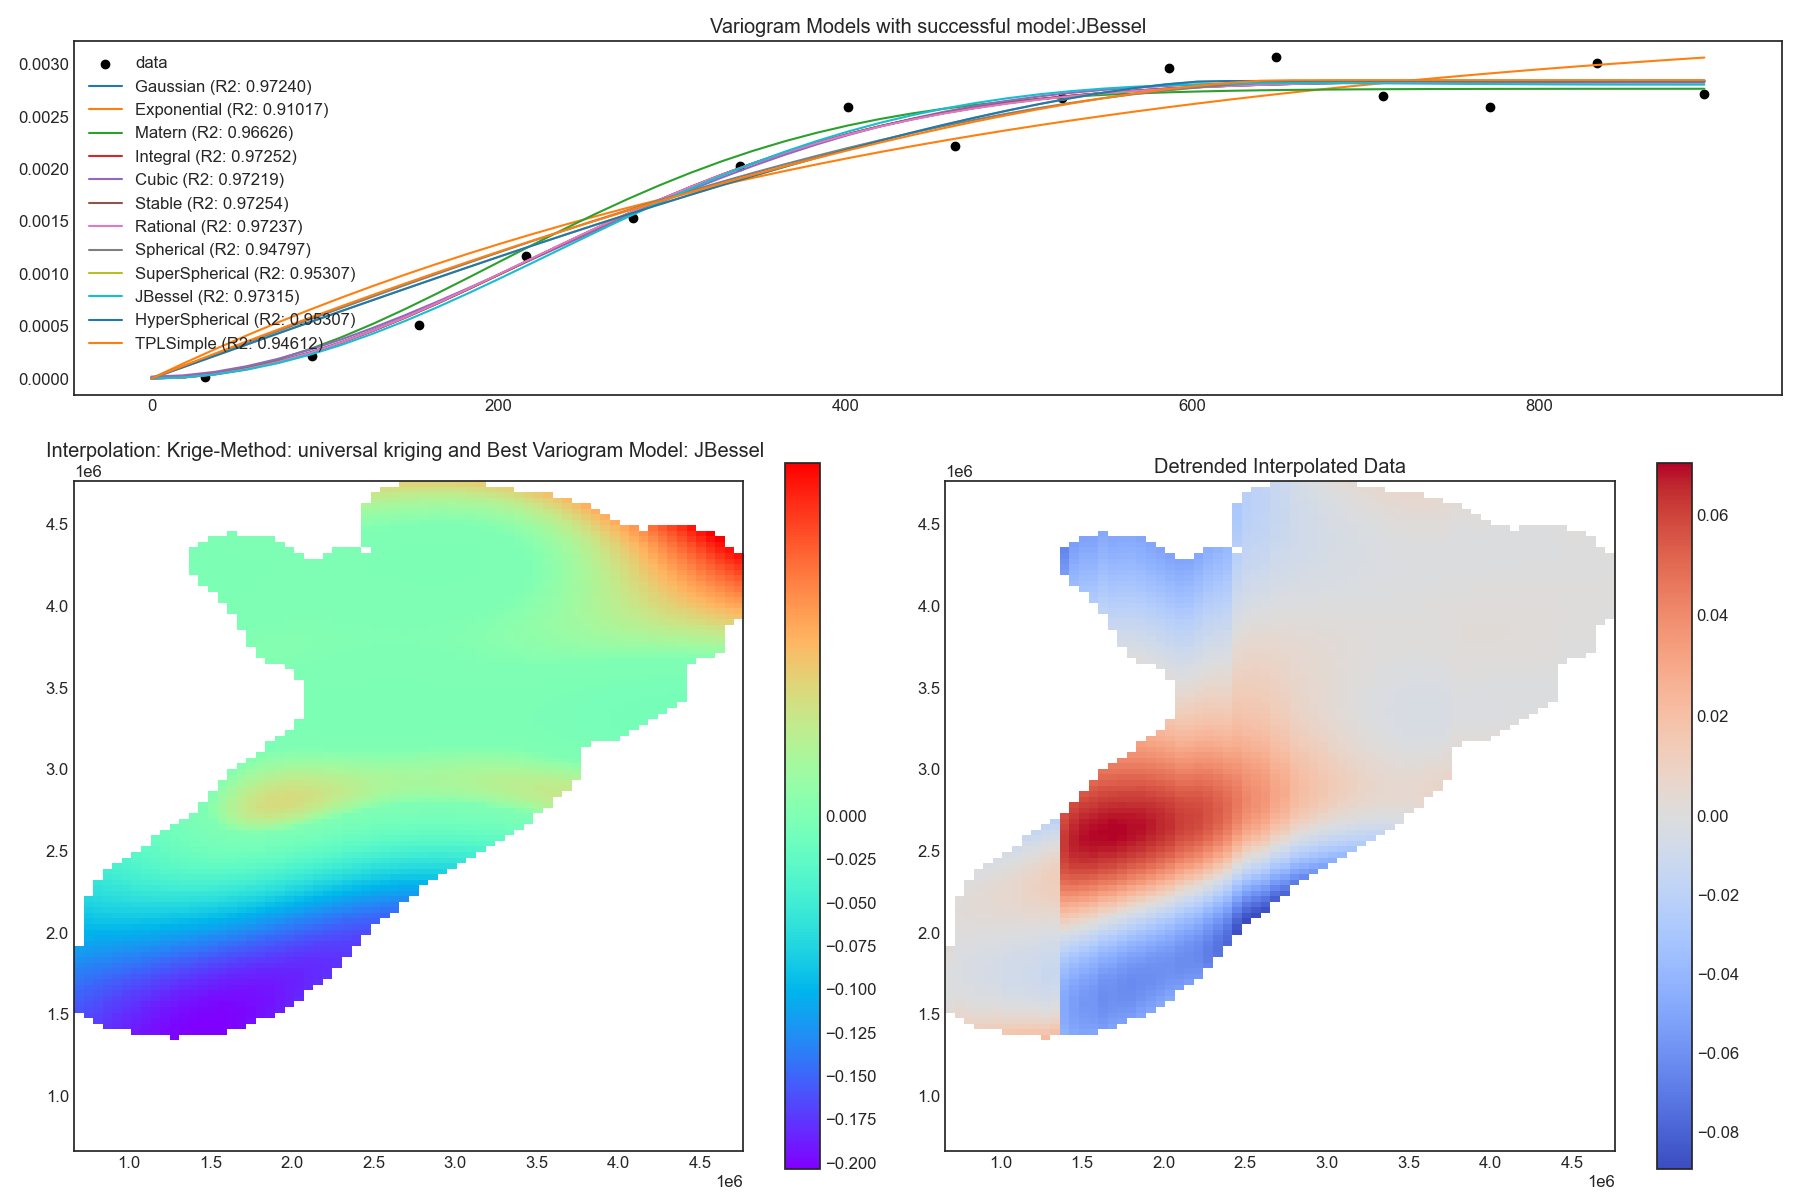 Variogram Models with successful model:JBessel
0.0030
0.0025
0.0020
0.0015
0.0010
0.0005
0.0000
data
Gaussian (R2: 0.97240)
Exponential (R2: 0.91017)
Matern (R2: 0.96626)
Integral (R2: 0.97252)
Cubic (R2: 0.97219)
Stable (R2: 0.97254)
Rational (R2: 0.97237)
Spherical (R2: 0.94797)
SuperSpherical (R2: 0.95307)
JBessel (R2: 0.97315)
HyperSpherical (R2: 0.95307)
TPLSimple (R2: 0.94612)
0 200 400 600 800
Interpolation: Krige-Method: universal kriging and Best Variogram Model: JBessel
1e6
4.5
4.0
3.5
3.0
2.5
2.0
1.5
1.0
1.0 1.5 2.0 2.5 3.0 3.5 4.0 4.5
1e6
0.000
−0.025
−0.050
−0.075
−0.100
−0.125
−0.150
−0.175
−0.200
Detrended Interpolated Data
1e6
4.5
4.0
3.5
3.0
2.5
2.0
1.5
1.0
1.0 1.5 2.0 2.5 3.0 3.5 4.0 4.5
1e6
0.06
0.04
0.02
0.00
−0.02
−0.04
−0.06
−0.08